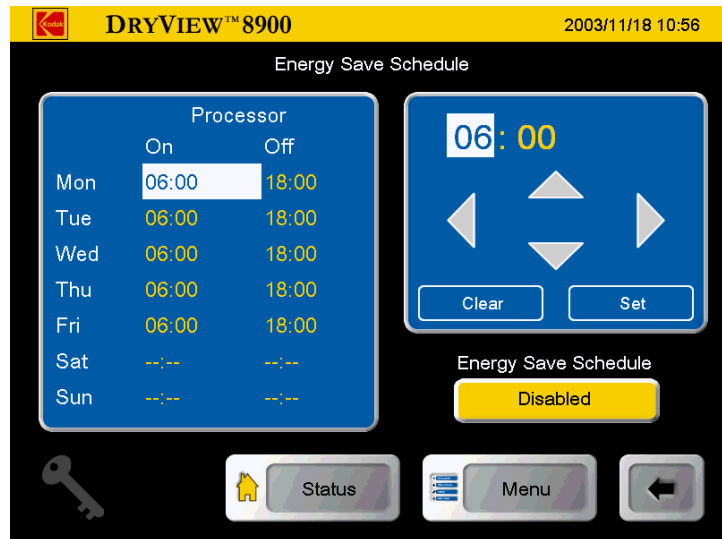 Kodak DRYVIEW™ 8900 2003/11/18 10:56
Energy Save Schedule
Processor
On Off
Mon 06:00 18:00
Tue 06:00 18:00
Wed 06:00 18:00
Thu 06:00 18:00
Fri 06:00 18:00
Sat --:-- --:--
Sun --:-- --:--
06:00
Clear Set
Energy Save Schedule
Disabled
Status Menu